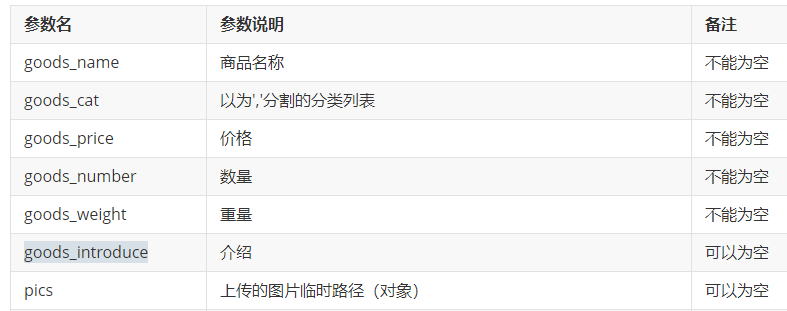 参数名 参数说明 备注
goods_name 商品名称 不能为空
goods_cat 以为','分割的分类列表 不能为空
goods_price 价格 不能为空
goods_number 数量 不能为空
goods_weight 重量 不能为空
goods_introduce 介绍 可以为空
pics 上传的图片临时路径（对象） 可以为空